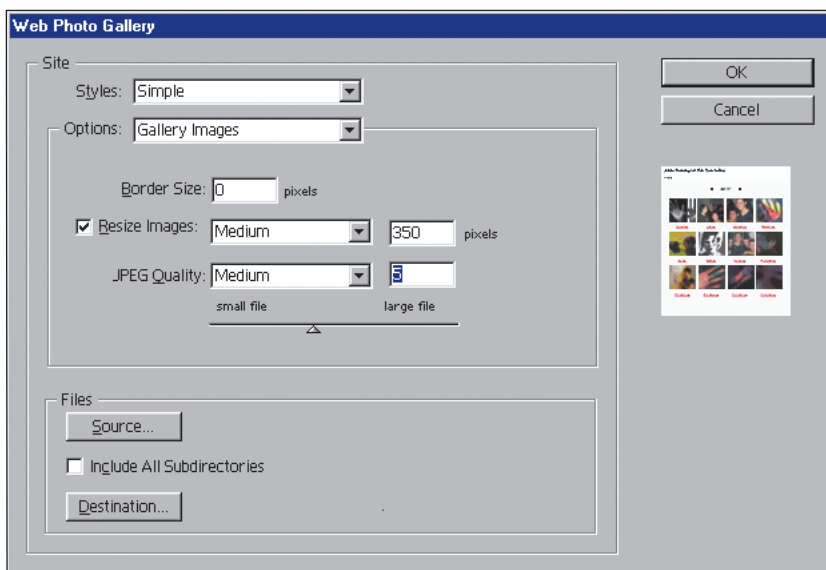 Web Photo Gallery
Site
Styles: Simple
OK
Cancel
Options: Gallery Images
Border Size: 0 pixels
Resize Images: Medium 350 pixels
JPEG Quality: Medium 5
small file large file
Files
Source...
Include All Subdirectories
Destination...